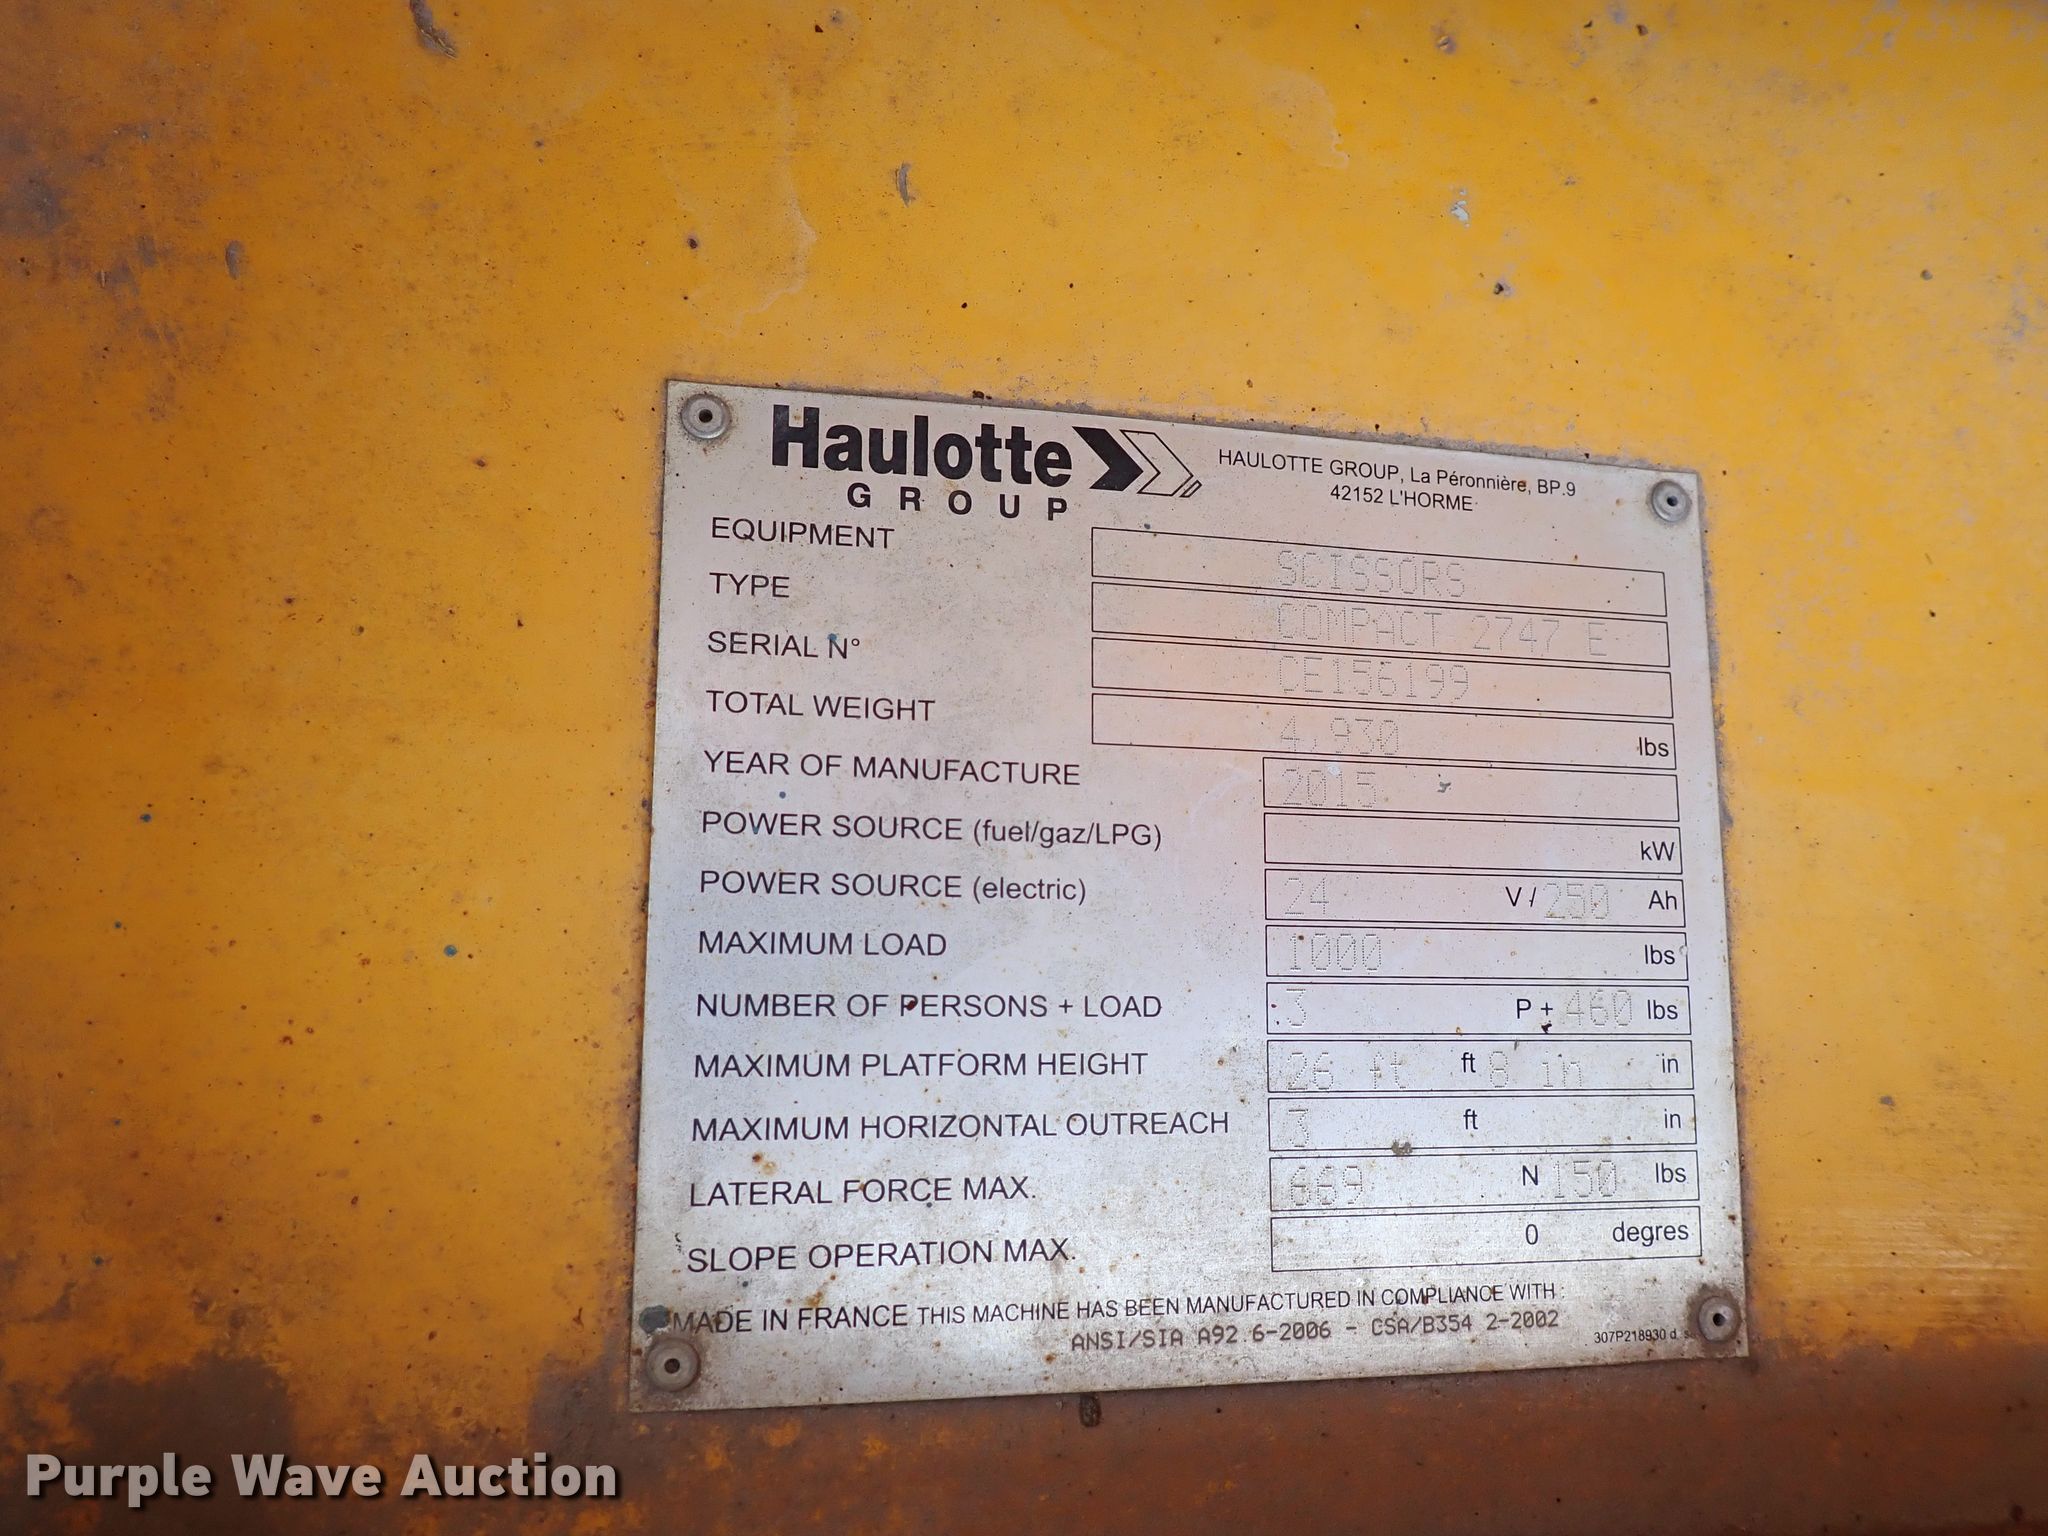 Haulotte
GROUP
HAULOTTE GROUP, La Péronnière, BP.9
42152 L'HORME
EQUIPMENT SCISSORS
TYPE COMPACT 2747 E
SERIAL N° CE156199
TOTAL WEIGHT 4,930 lbs
YEAR OF MANUFACTURE 2015
POWER SOURCE (fuel/gaz/LPG) kW
POWER SOURCE (electric) 24 V / 250 Ah
MAXIMUM LOAD 1000 lbs
NUMBER OF PERSONS + LOAD 3 P + 460 lbs
MAXIMUM PLATFORM HEIGHT 26 ft ft 8 in in
MAXIMUM HORIZONTAL OUTREACH 3 ft in
LATERAL FORCE MAX. 669 N 150 lbs
SLOPE OPERATION MAX. 0 degres
MADE IN FRANCE THIS MACHINE HAS BEEN MANUFACTURED IN COMPLIANCE WITH :
ANSI/SIA A92 6-2006 - CSA/B354 2-2002
307P218930 d
Purple Wave Auction